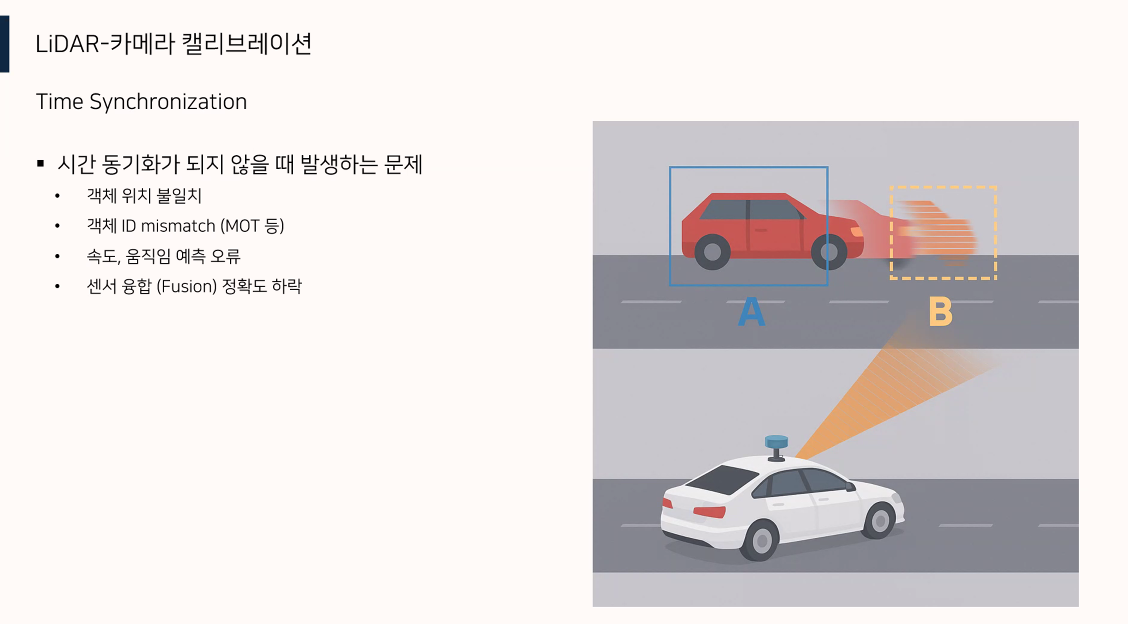 LiDAR-카메라 캘리브레이션
Time Synchronization
▪ 시간 동기화가 되지 않을 때 발생하는 문제
• 객체 위치 불일치
• 객체 ID mismatch (MOT 등)
• 속도, 움직임 예측 오류
• 센서 융합 (Fusion) 정확도 하락
A
B